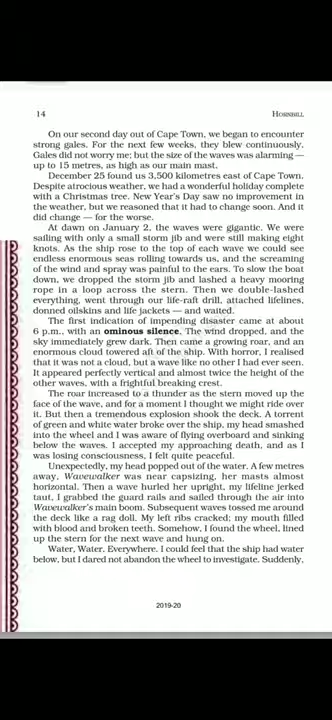 14 HORNBILL
On our second day out of Cape Town, we began to encounter
strong gales. For the next few weeks, they blew continuously.
Gales did not worry me; but the size of the waves was alarming —
up to 15 metres, as high as our main mast.
December 25 found us 3,500 kilometres east of Cape Town.
Despite atrocious weather, we had a wonderful holiday complete
with a Christmas tree. New Year's Day saw no improvement in
the weather, but we reasoned that it had to change soon. And it
did change — for the worse.
At dawn on January 2, the waves were gigantic. We were
sailing with only a small storm jib and were still making eight
knots. As the ship rose to the top of each wave we could see
endless enormous seas rolling towards us, and the screaming
of the wind and spray was painful to the ears. To slow the boat
down, we dropped the storm jib and lashed a heavy mooring
rope in a loop across the stern. Then we double-lashed
everything, went through our life-raft drill, attached lifelines,
donned oilskins and life jackets — and waited.
The first indication of impending disaster came at about
6 p.m., with an ominous silence. The wind dropped, and the
sky immediately grew dark. Then came a growing roar, and an
enormous cloud towered aft of the ship. With horror, I realised
that it was not a cloud, but a wave like no other I had ever seen.
It appeared perfectly vertical and almost twice the height of the
other waves, with a frightful breaking crest.
The roar increased to a thunder as the stern moved up the
face of the wave, and for a moment I thought we might ride over
it. But then a tremendous explosion shook the deck. A torrent
of green and white water broke over the ship, my head smashed
into the wheel and I was aware of flying overboard and sinking
below the waves. I accepted my approaching death, and as I
was losing consciousness, I felt quite peaceful.
Unexpectedly, my head popped out of the water. A few metres
away, Wavewalker was near capsizing, her masts almost
horizontal. Then a wave hurled her upright, my lifeline jerked
taut, I grabbed the guard rails and sailed through the air into
Wavewalker's main boom. Subsequent waves tossed me around
the deck like a rag doll. My left ribs cracked; my mouth filled
with blood and broken teeth. Somehow, I found the wheel, lined
up the stern for the next wave and hung on.
Water, Water, Everywhere. I could feel that the ship had water
below, but I dared not abandon the wheel to investigate. Suddenly,
2019-20